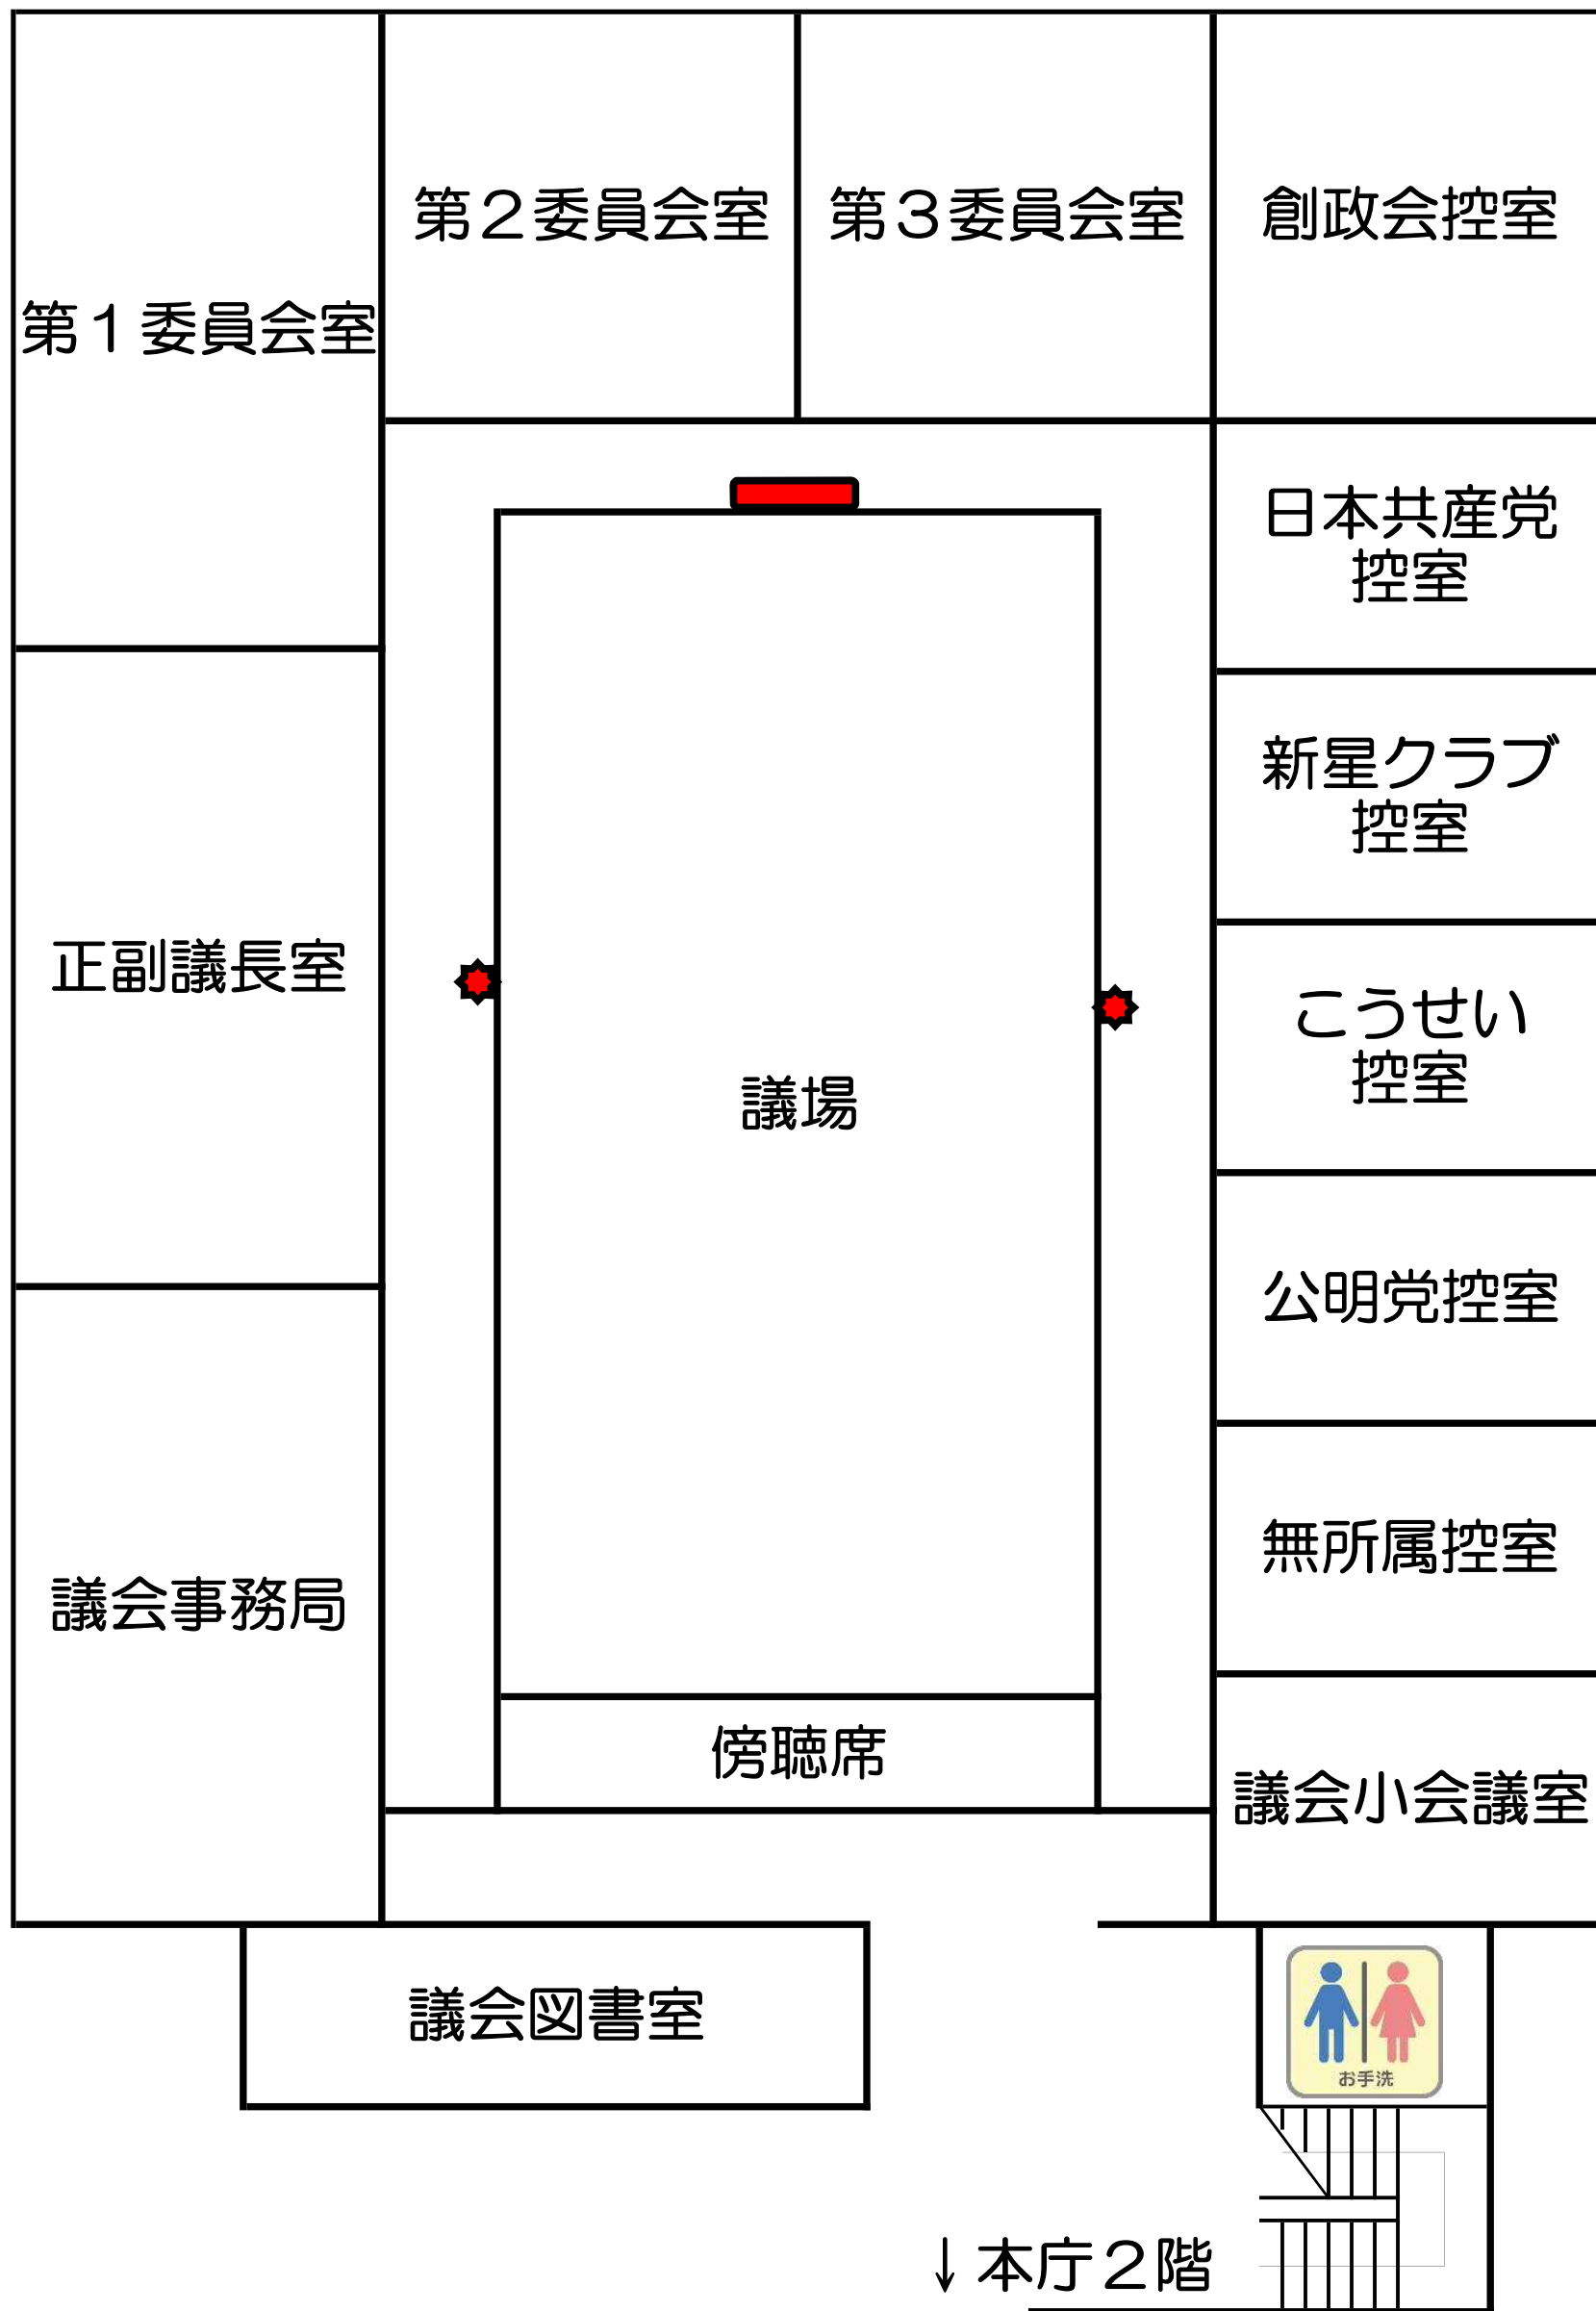 第１委員会室
第２委員会室
第３委員会室
創政会控室
日本共産党
控室
新星クラブ
控室
正副議長室
こうせい
控室
議場
公明党控室
無所属控室
議会事務局
傍聴席
議会小会議室
議会図書室
お手洗
↓本庁２階